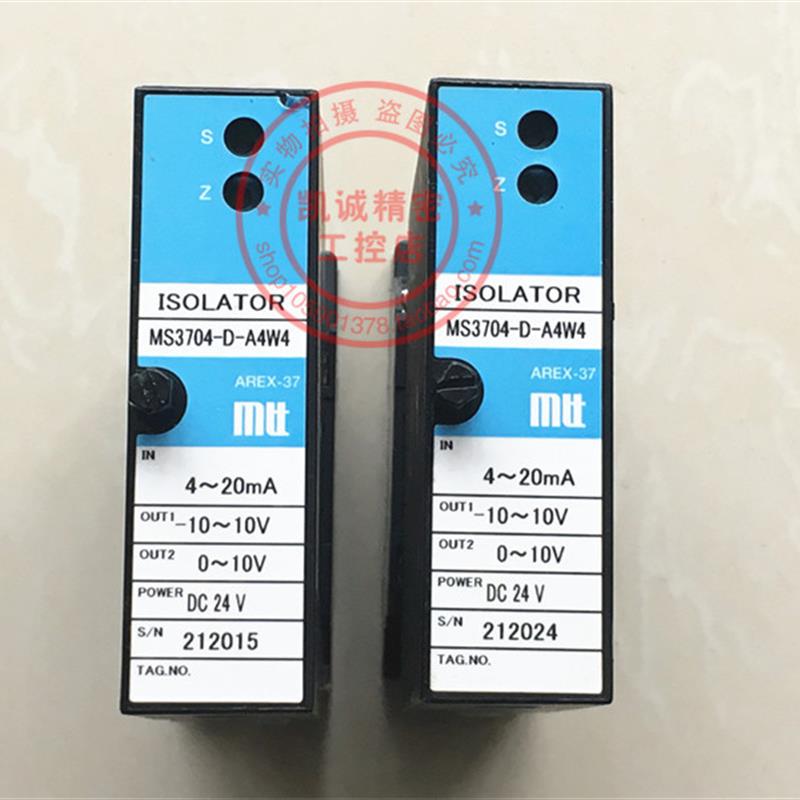 S
Z
ISOLATOR
MS3704-D-A4W4
AREX-37
mtt
IN
4～20mA
OUT1 -10～10V
OUT2 0～10V
POWER DC 24 V
S/N 212015
TAG.NO.
S
Z
ISOLATOR
MS3704-D-A4W4
AREX-37
mtt
IN
4～20mA
OUT1 -10～10V
OUT2 0～10V
POWER DC 24 V
S/N 212024
TAG.NO.
实物拍摄 盗图必究
凯诚精密
工控店